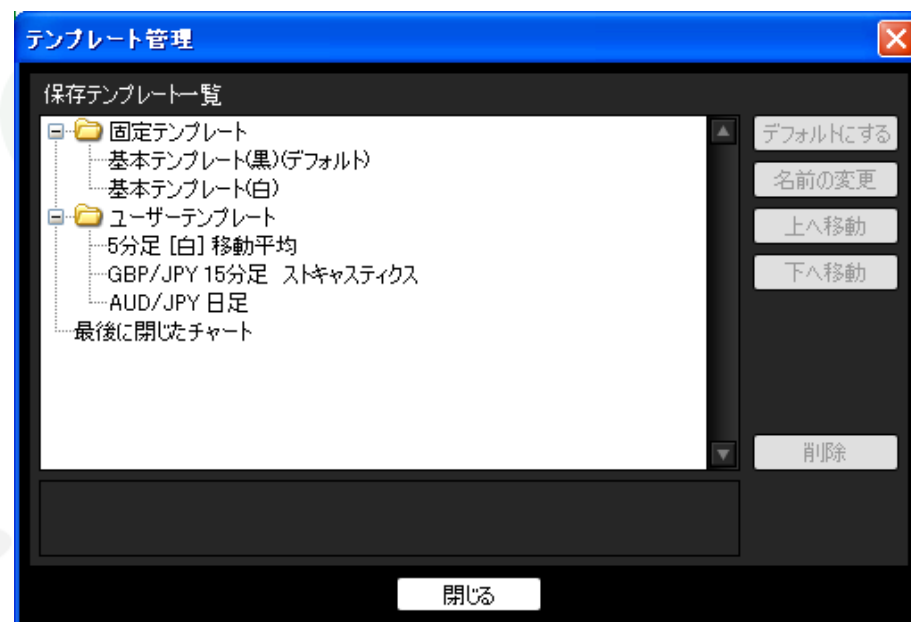 テンプレート管理
保存テンプレート一覧
固定テンプレート
基本テンプレート(黒)(デフォルト)
基本テンプレート(白)
ユーザーテンプレート
5分足 [白] 移動平均
GBP/JPY 15分足 ストキャスティクス
AUD/JPY 日足
最後に閉じたチャート
デフォルトにする
名前の変更
上へ移動
下へ移動
削除
閉じる